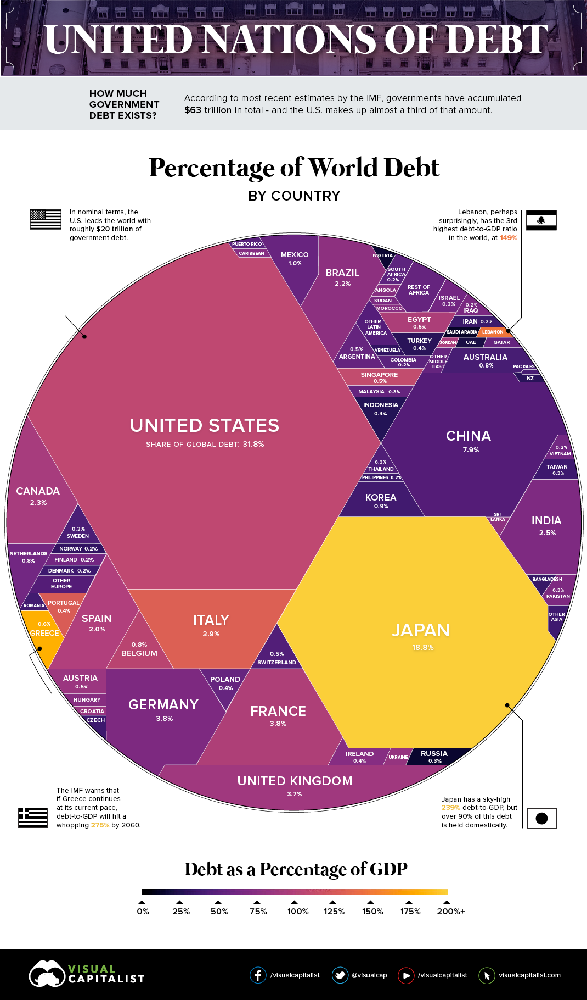 UNITED NATIONS OF DEBT
HOW MUCH
GOVERNMENT
DEBT EXISTS?
According to most recent estimates by the IMF, governments have accumulated
$63 trillion in total - and the U.S. makes up almost a third of that amount.
Percentage of World Debt
BY COUNTRY
In nominal terms, the
U.S. leads the world with
roughly $20 trillion of
government debt.
Lebanon, perhaps
surprisingly, has the 3rd
highest debt-to-GDP ratio
in the world, at 149%
PUERTO RICO
CARIBBEAN
MEXICO
1.0%
BRAZIL
2.2%
NIGERIA
SOUTH
AFRICA
0.2%
ANGOLA
SUDAN
MOROCCO
REST OF
AFRICA
ISRAEL
0.3%
0.2%
IRAQ
EGYPT
0.5%
IRAN 0.2%
SAUDI ARABIA
LEBANON
JORDAN
UAE
QATAR
OTHER
LATIN
AMERICA
TURKEY
0.4%
VENEZUELA
0.5%
ARGENTINA
COLOMBIA
0.2%
OTHER
MIDDLE
EAST
AUSTRALIA
0.8%
PAC ISLES
NZ
SINGAPORE
0.5%
MALAYSIA 0.3%
INDONESIA
0.4%
UNITED STATES
SHARE OF GLOBAL DEBT: 31.8%
CHINA
7.9%
0.2%
VIETNAM
TAIWAN
0.3%
0.3%
THAILAND
PHILIPPINES 0.2%
KOREA
0.9%
SRI
LANKA
INDIA
2.5%
CANADA
2.3%
0.3%
SWEDEN
NORWAY 0.2%
FINLAND 0.2%
DENMARK 0.2%
OTHER
EUROPE
NETHERLANDS
0.8%
ROMANIA
PORTUGAL
0.4%
0.6%
GREECE
SPAIN
2.0%
0.8%
BELGIUM
ITALY
3.9%
0.5%
SWITZERLAND
JAPAN
18.8%
BANGLADESH
0.3%
PAKISTAN
OTHER
ASIA
AUSTRIA
0.5%
HUNGARY
CROATIA
CZECH
GERMANY
3.8%
POLAND
0.4%
FRANCE
3.8%
IRELAND
0.4%
UKRAINE
RUSSIA
0.3%
UNITED KINGDOM
3.7%
The IMF warns that
if Greece continues
at its current pace,
debt-to-GDP will hit a
whopping 275% by 2060.
Japan has a sky-high
239% debt-to-GDP, but
over 90% of this debt
is held domestically.
Debt as a Percentage of GDP
0% 25% 50% 75% 100% 125% 150% 175% 200%+
VISUAL
CAPITALIST
/visualcapitalist @visualcap /visualcapitalist visualcapitalist.com